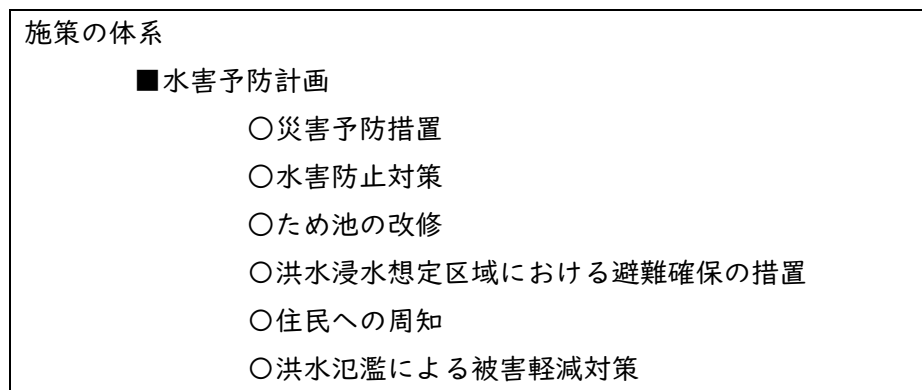 施策の体系
■水害予防計画
○災害予防措置
○水害防止対策
○ため池の改修
○洪水浸水想定区域における避難確保の措置
○住民への周知
○洪水氾濫による被害軽減対策